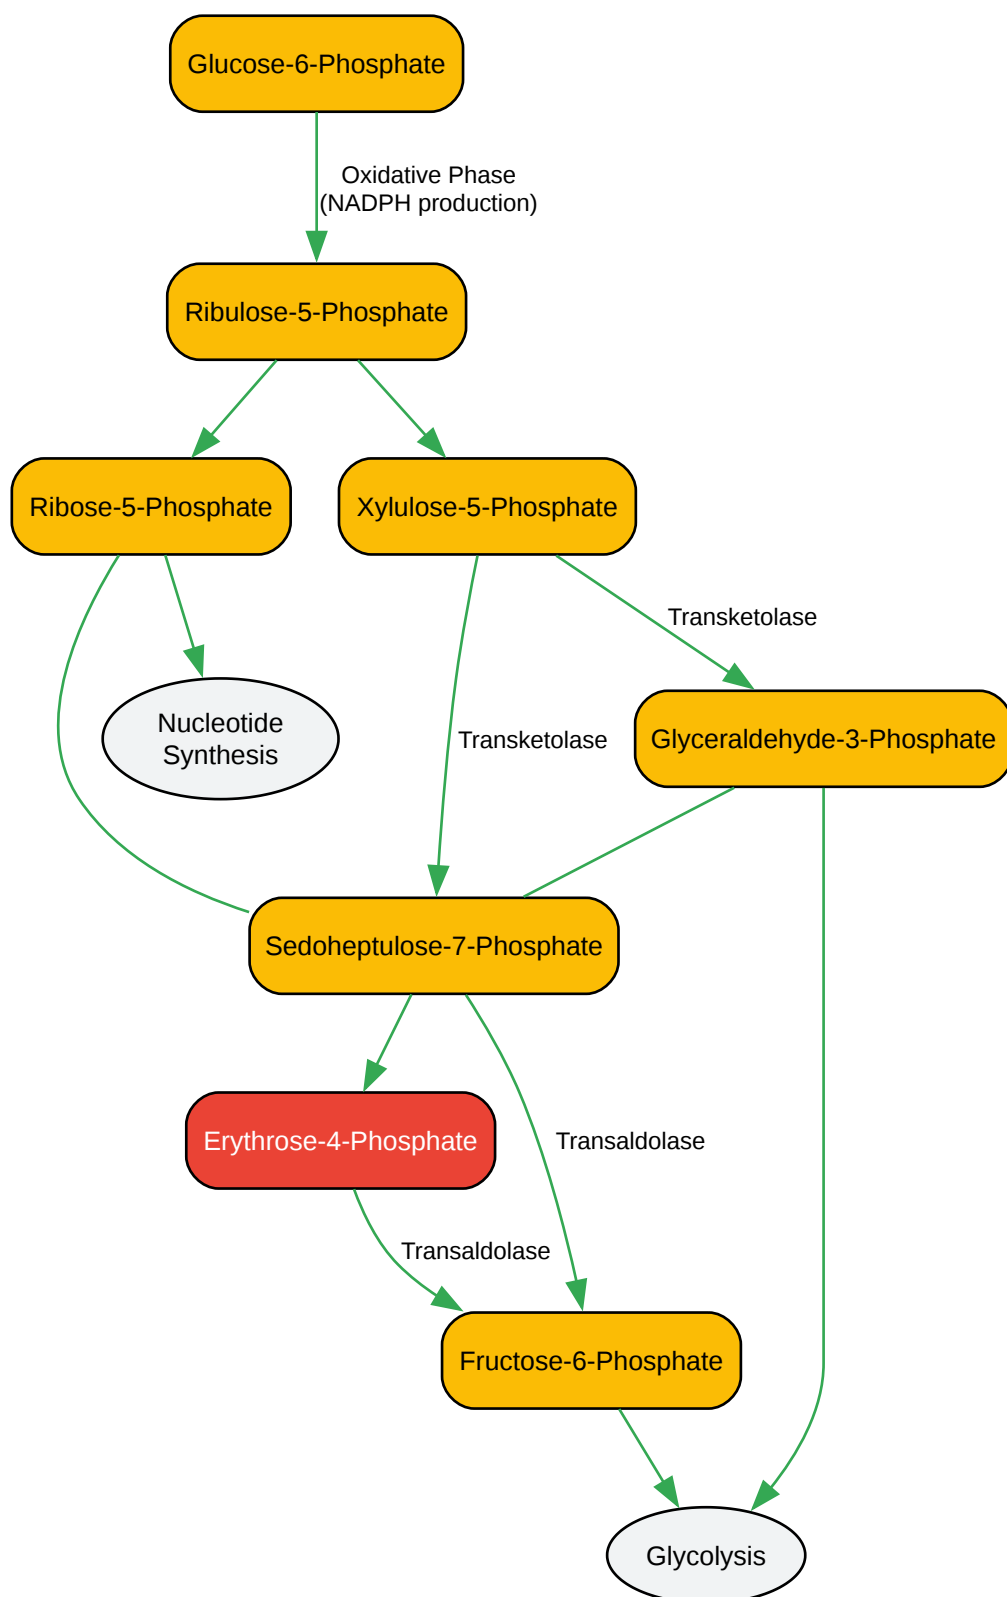 Glucose-6-Phosphate
Oxidative Phase
(NADPH production)
Ribulose-5-Phosphate
Ribose-5-Phosphate
Xylulose-5-Phosphate
Transketolase
Nucleotide
Synthesis
Transketolase
Glyceraldehyde-3-Phosphate
Sedoheptulose-7-Phosphate
Erythrose-4-Phosphate
Transaldolase
Transaldolase
Fructose-6-Phosphate
Glycolysis